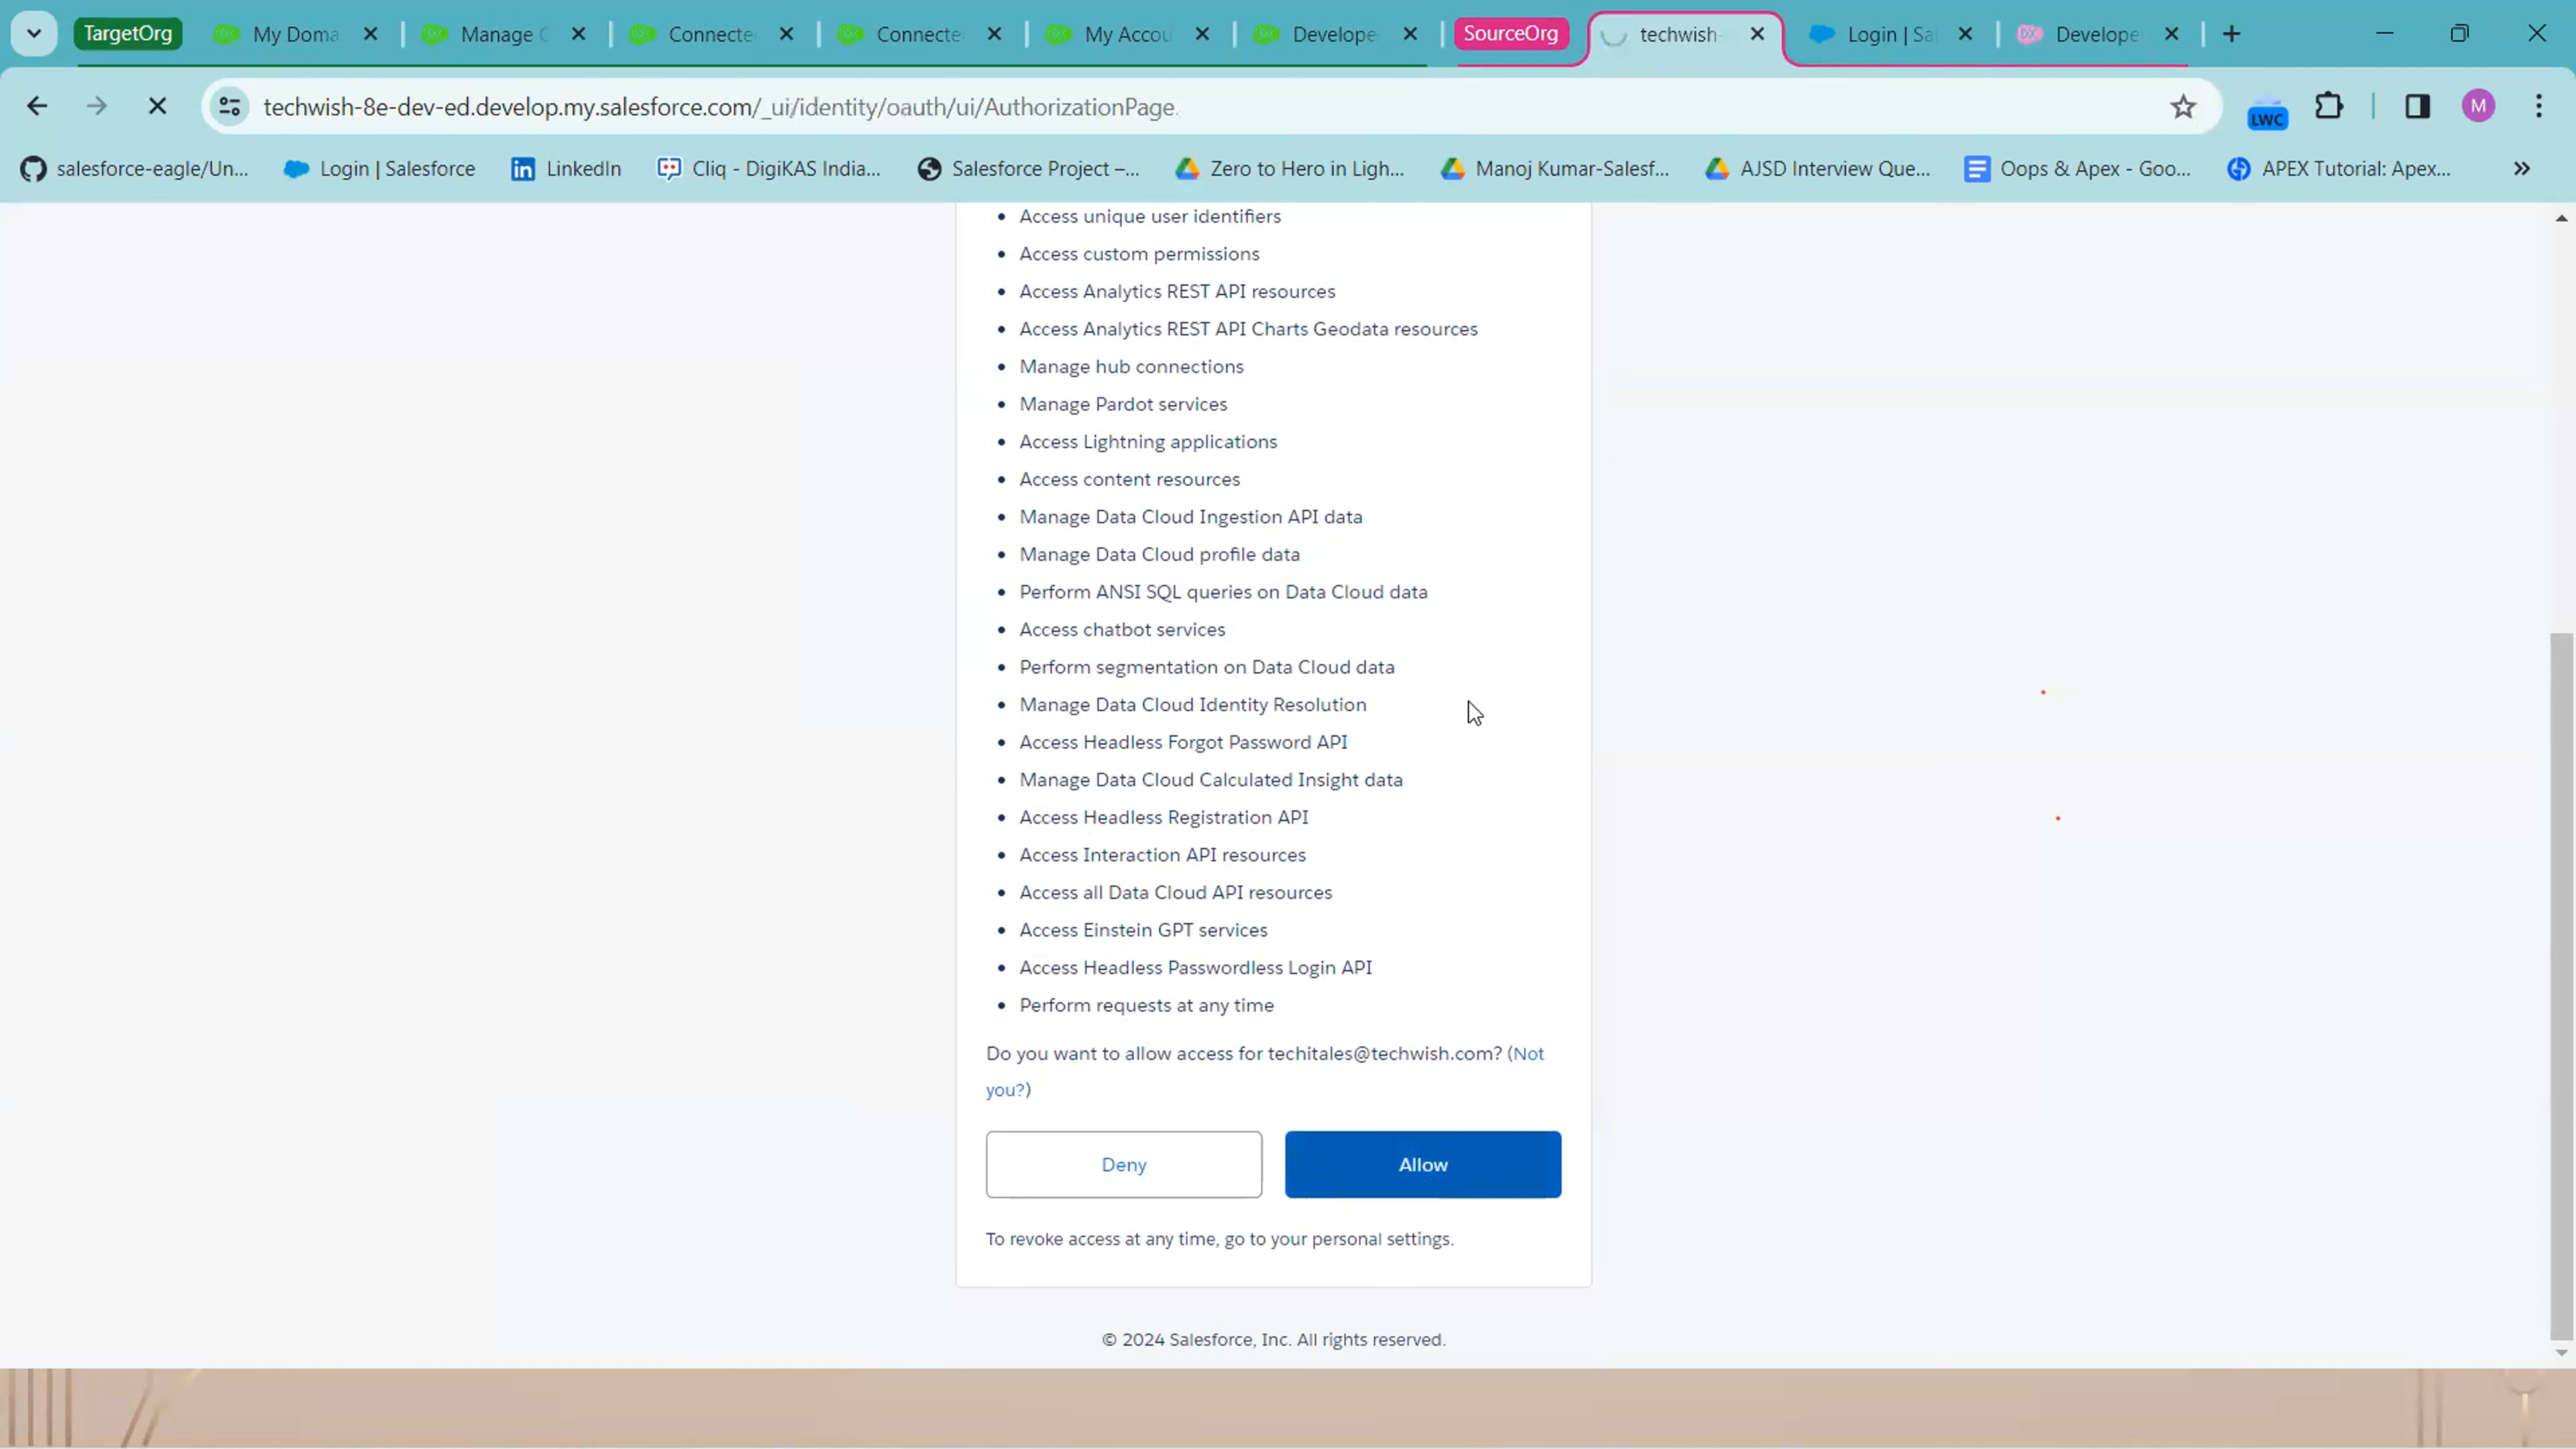 TargetOrg
My Doma
Manage C
Connecte
Connecte
My Accou
Develope
SourceOrg
techwish-
Login | Sa
Develope
techwish-8e-dev-ed.develop.my.salesforce.com/_ui/identity/oauth/ui/AuthorizationPage.
LWC
M
salesforce-eagle/Un...
Login | Salesforce
LinkedIn
Cliq - DigiKAS India...
Salesforce Project –...
Zero to Hero in Ligh...
Manoj Kumar-Salesf...
AJSD Interview Que...
Oops & Apex - Goo...
APEX Tutorial: Apex...
• Access unique user identifiers
• Access custom permissions
• Access Analytics REST API resources
• Access Analytics REST API Charts Geodata resources
• Manage hub connections
• Manage Pardot services
• Access Lightning applications
• Access content resources
• Manage Data Cloud Ingestion API data
• Manage Data Cloud profile data
• Perform ANSI SQL queries on Data Cloud data
• Access chatbot services
• Perform segmentation on Data Cloud data
• Manage Data Cloud Identity Resolution
• Access Headless Forgot Password API
• Manage Data Cloud Calculated Insight data
• Access Headless Registration API
• Access Interaction API resources
• Access all Data Cloud API resources
• Access Einstein GPT services
• Access Headless Passwordless Login API
• Perform requests at any time
Do you want to allow access for techitales@techwish.com? (Not
you?)
Deny
Allow
To revoke access at any time, go to your personal settings.
© 2024 Salesforce, Inc. All rights reserved.